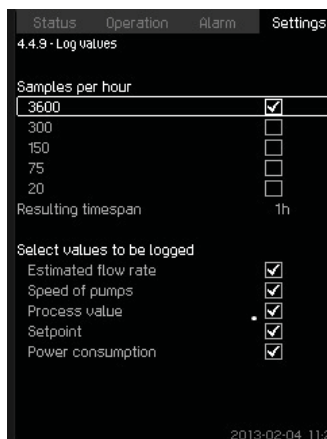 Status Operation Alarm Settings
4.4.9 - Log values
Samples per hour
3600
300
150
75
20
Resulting timespan 1h
Select values to be logged
Estimated flow rate
Speed of pumps
Process value
Setpoint
Power consumption
2013-02-04